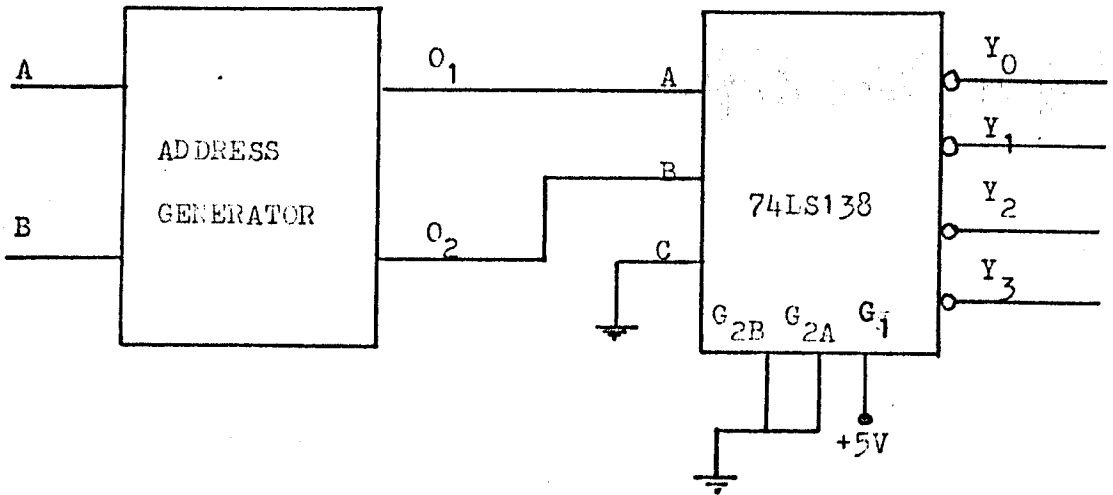 A
B
ADDRESS
GENERATOR
O1
O2
A
B
C
74LS138
G2B G2A G1
+5V
Y0
Y1
Y2
Y3